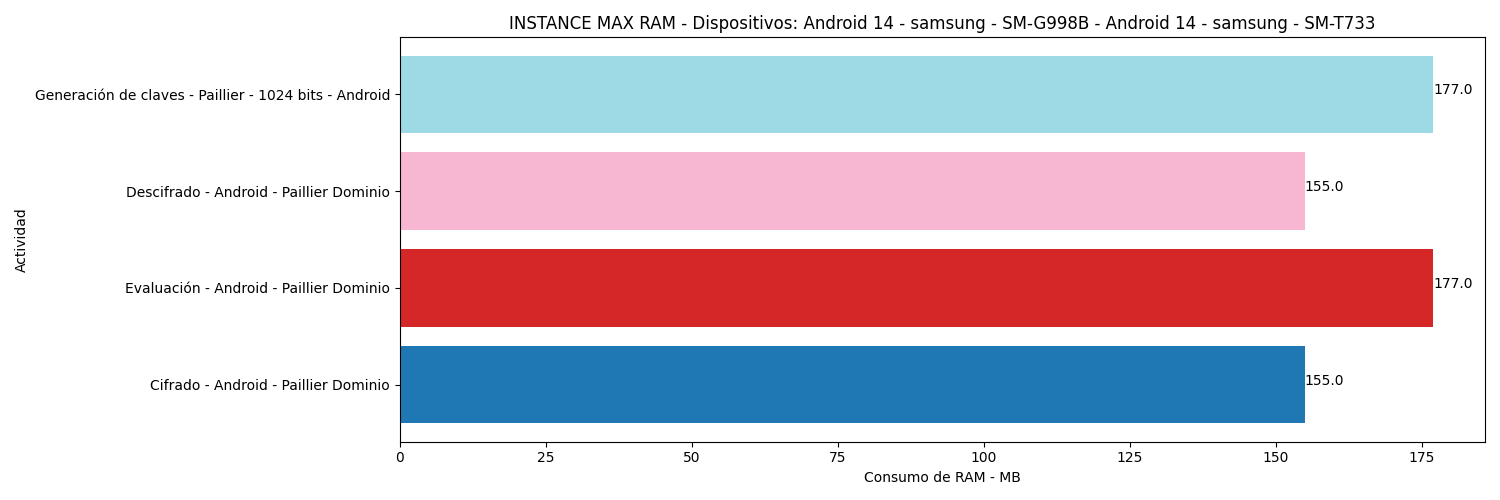 INSTANCE MAX RAM - Dispositivos: Android 14 - samsung - SM-G998B - Android 14 - samsung - SM-T733
Generación de claves - Paillier - 1024 bits - Android
177.0
Descifrado - Android - Paillier Dominio
155.0
Evaluación - Android - Paillier Dominio
177.0
Cifrado - Android - Paillier Dominio
155.0
Actividad
0 25 50 75 100 125 150 175
Consumo de RAM - MB